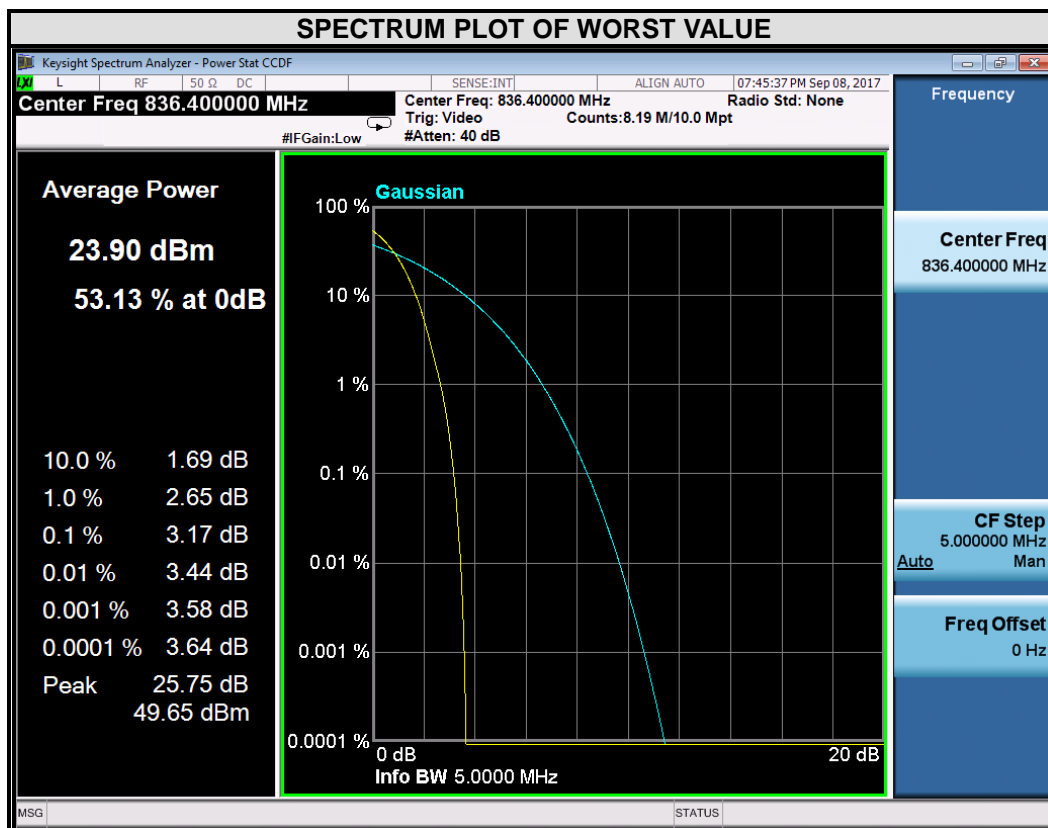 SPECTRUM PLOT OF WORST VALUE
Keysight Spectrum Analyzer - Power Stat CCDF
LXI L RF 50 Ω DC SENSE:INT ALIGN AUTO 07:45:37 PM Sep 08, 2017
Center Freq 836.400000 MHz
Center Freq: 836.400000 MHz Radio Std: None
Trig: Video Counts:8.19 M/10.0 Mpt
#IFGain:Low #Atten: 40 dB
Frequency
Average Power
23.90 dBm
53.13 % at 0dB
10.0 % 1.69 dB
1.0 % 2.65 dB
0.1 % 3.17 dB
0.01 % 3.44 dB
0.001 % 3.58 dB
0.0001 % 3.64 dB
Peak 25.75 dB
49.65 dBm
Gaussian
100 %
10 %
1 %
0.1 %
0.01 %
0.001 %
0.0001 %
0 dB 20 dB
Info BW 5.0000 MHz
Center Freq
836.400000 MHz
CF Step
5.000000 MHz
Auto Man
Freq Offset
0 Hz
MSG STATUS